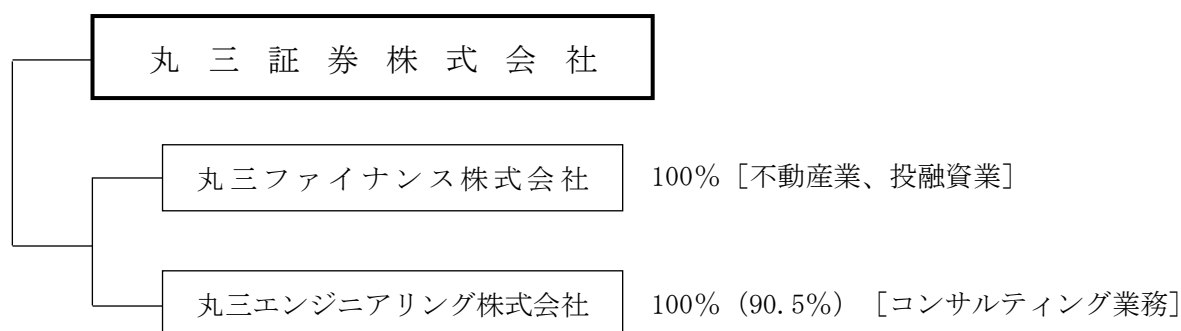 丸三証券株式会社
丸三ファイナンス株式会社 100% [不動産業、投融資業]
丸三エンジニアリング株式会社 100% (90.5%) [コンサルティング業務]